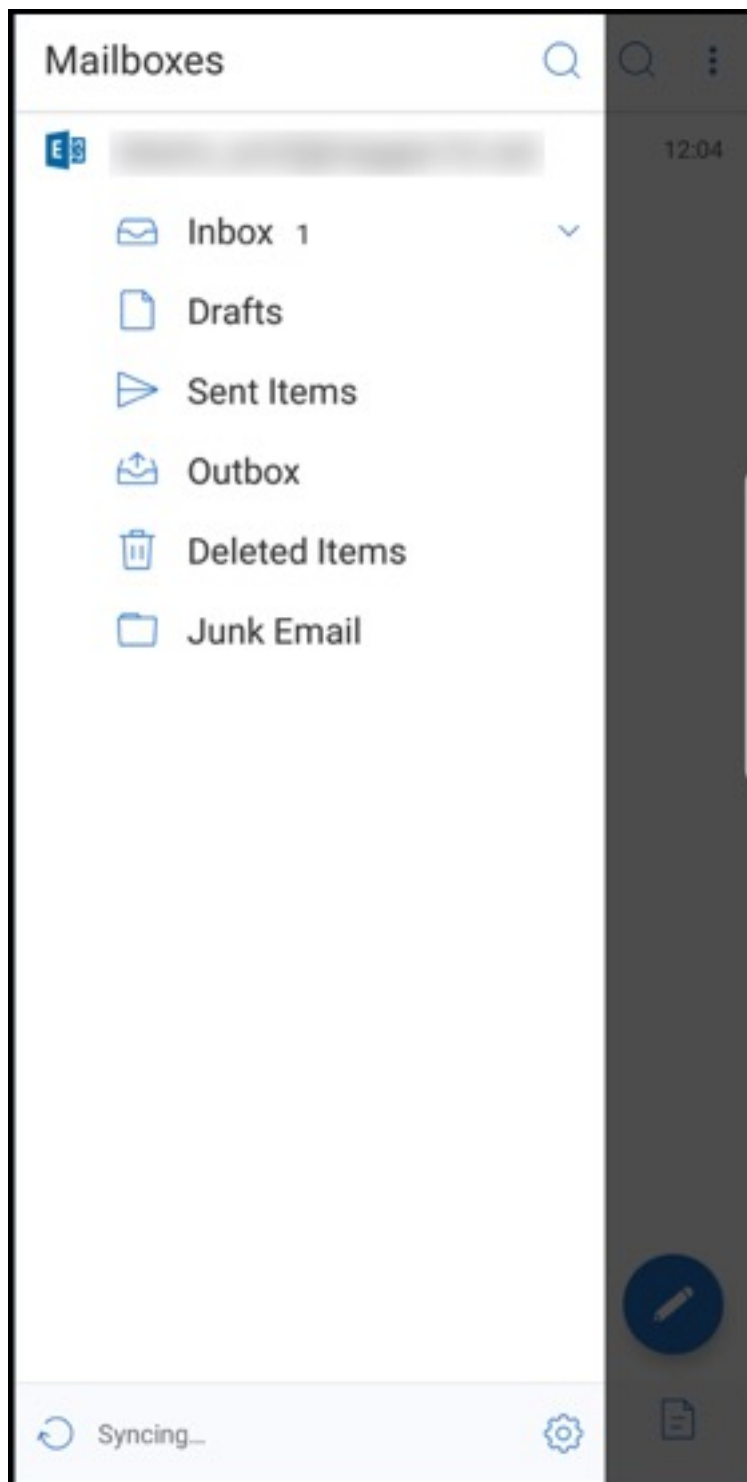 Mailboxes
12:04
Inbox 1
Drafts
Sent Items
Outbox
Deleted Items
Junk Email
Syncing...